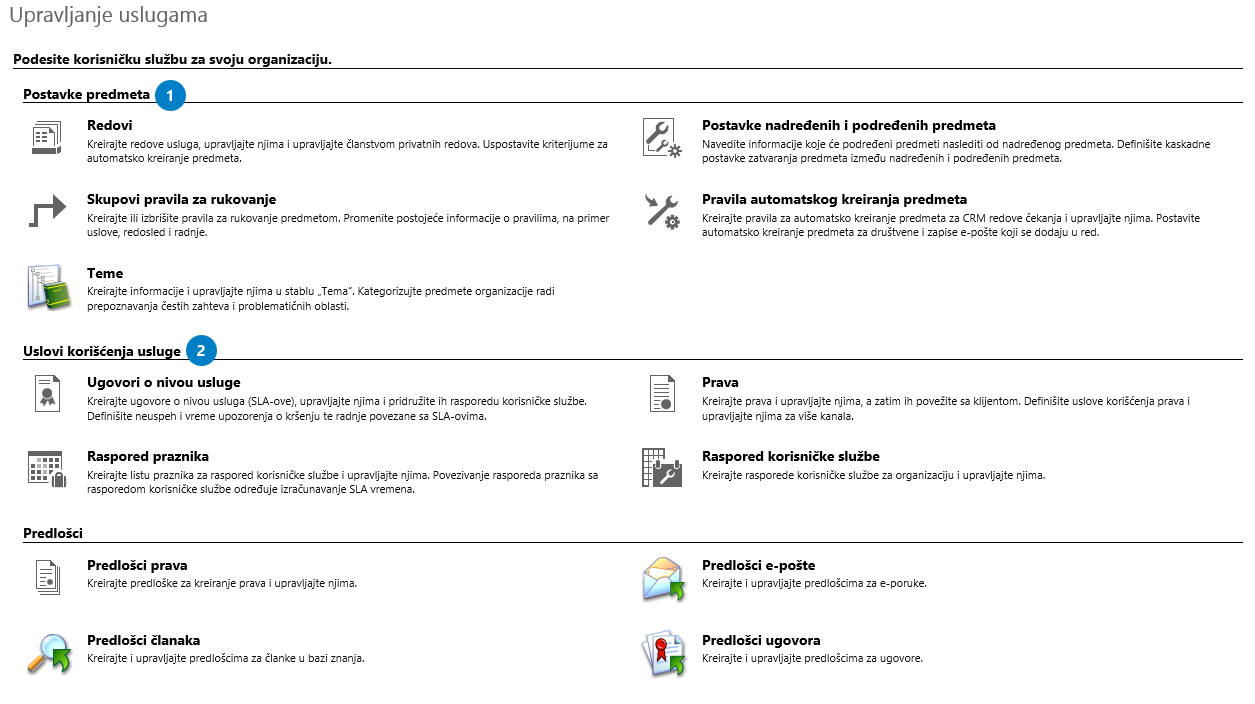 Upravljanje uslugama
Podesite korisničku službu za svoju organizaciju.
Postavke predmeta 1
Redovi
Kreirajte redove usluga, upravljajte njima i upravljajte članstvom privatnih redova. Uspostavite kriterijume za
automatsko kreiranje predmeta.
Postavke nadređenih i podređenih predmeta
Navedite informacije koje će podređeni predmeti naslediti od nadređenog predmeta. Definišite kaskadne
postavke zatvaranja predmeta između nadređenih i podređenih predmeta.
Skupovi pravila za rukovanje
Kreirajte ili izbrišite pravila za rukovanje predmetom. Promenite postojeće informacije o pravilima, na primer
uslove, redosled i radnje.
Pravila automatskog kreiranja predmeta
Kreirajte pravila za automatsko kreiranje predmeta za CRM redove čekanja i upravljajte njima. Postavite
automatsko kreiranje predmeta za društvene i zapise e-pošte koji se dodaju u red.
Teme
Kreirajte informacije i upravljajte njima u stablu „Tema“. Kategorizujte predmete organizacije radi
prepoznavanja čestih zahteva i problematičnih oblasti.
Uslovi korišćenja usluge 2
Ugovori o nivou usluge
Kreirajte ugovore o nivou usluga (SLA-ove), upravljajte njima i pridružite ih rasporedu korisničke službe.
Definišite neuspeh i vreme upozorenja o kršenju te radnje povezane sa SLA-ovima.
Prava
Kreirajte prava i upravljajte njima, a zatim ih povežite sa klijentom. Definišite uslove korišćenja prava i
upravljajte njima za više kanala.
Raspored praznika
Kreirajte listu praznika za raspored korisničke službe i upravljajte njima. Povezivanje rasporeda praznika sa
rasporedom korisničke službe određuje izračunavanje SLA vremena.
Raspored korisničke službe
Kreirajte rasporede korisničke službe za organizaciju i upravljajte njima.
Predlošci
Predlošci prava
Kreirajte predloške za kreiranje prava i upravljajte njima.
Predlošci e-pošte
Kreirajte i upravljajte predlošcima za e-poruke.
Predlošci članaka
Kreirajte i upravljajte predlošcima za članke u bazi znanja.
Predlošci ugovora
Kreirajte i upravljajte predlošcima za ugovore.